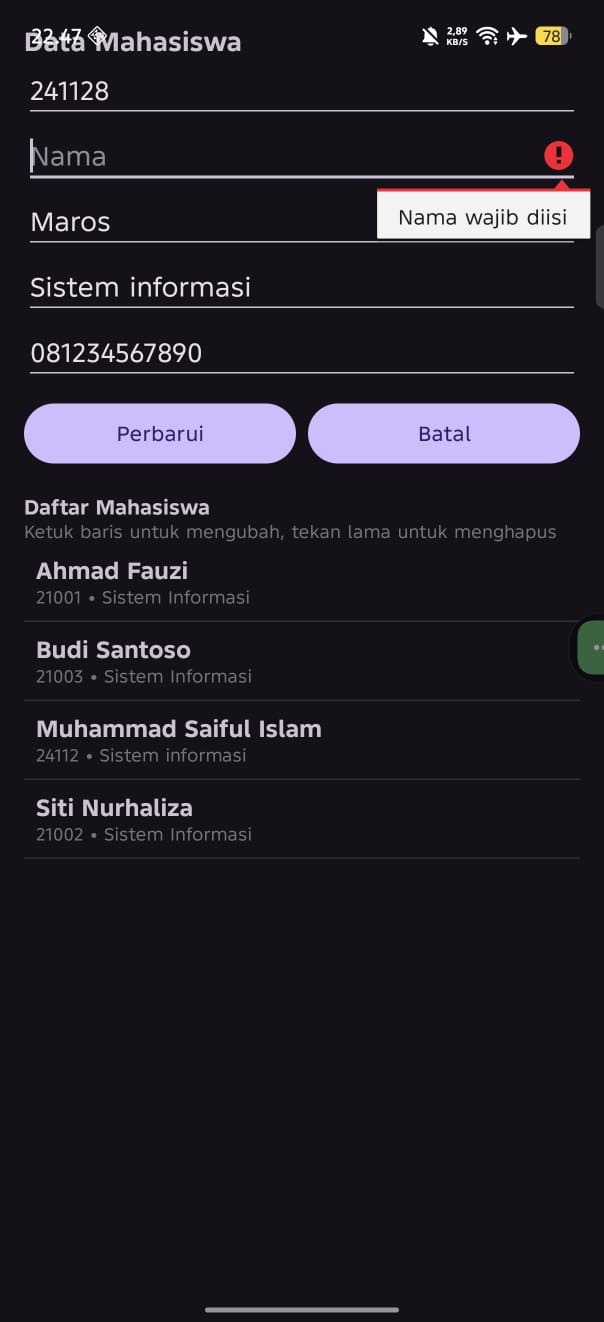 22.47
2,89
KB/S
78
Data Mahasiswa
241128
Nama
Nama wajib diisi
Maros
Sistem informasi
081234567890
Perbarui Batal
Daftar Mahasiswa
Ketuk baris untuk mengubah, tekan lama untuk menghapus
Ahmad Fauzi
21001 • Sistem Informasi
Budi Santoso
21003 • Sistem Informasi
Muhammad Saiful Islam
24112 • Sistem informasi
Siti Nurhaliza
21002 • Sistem Informasi